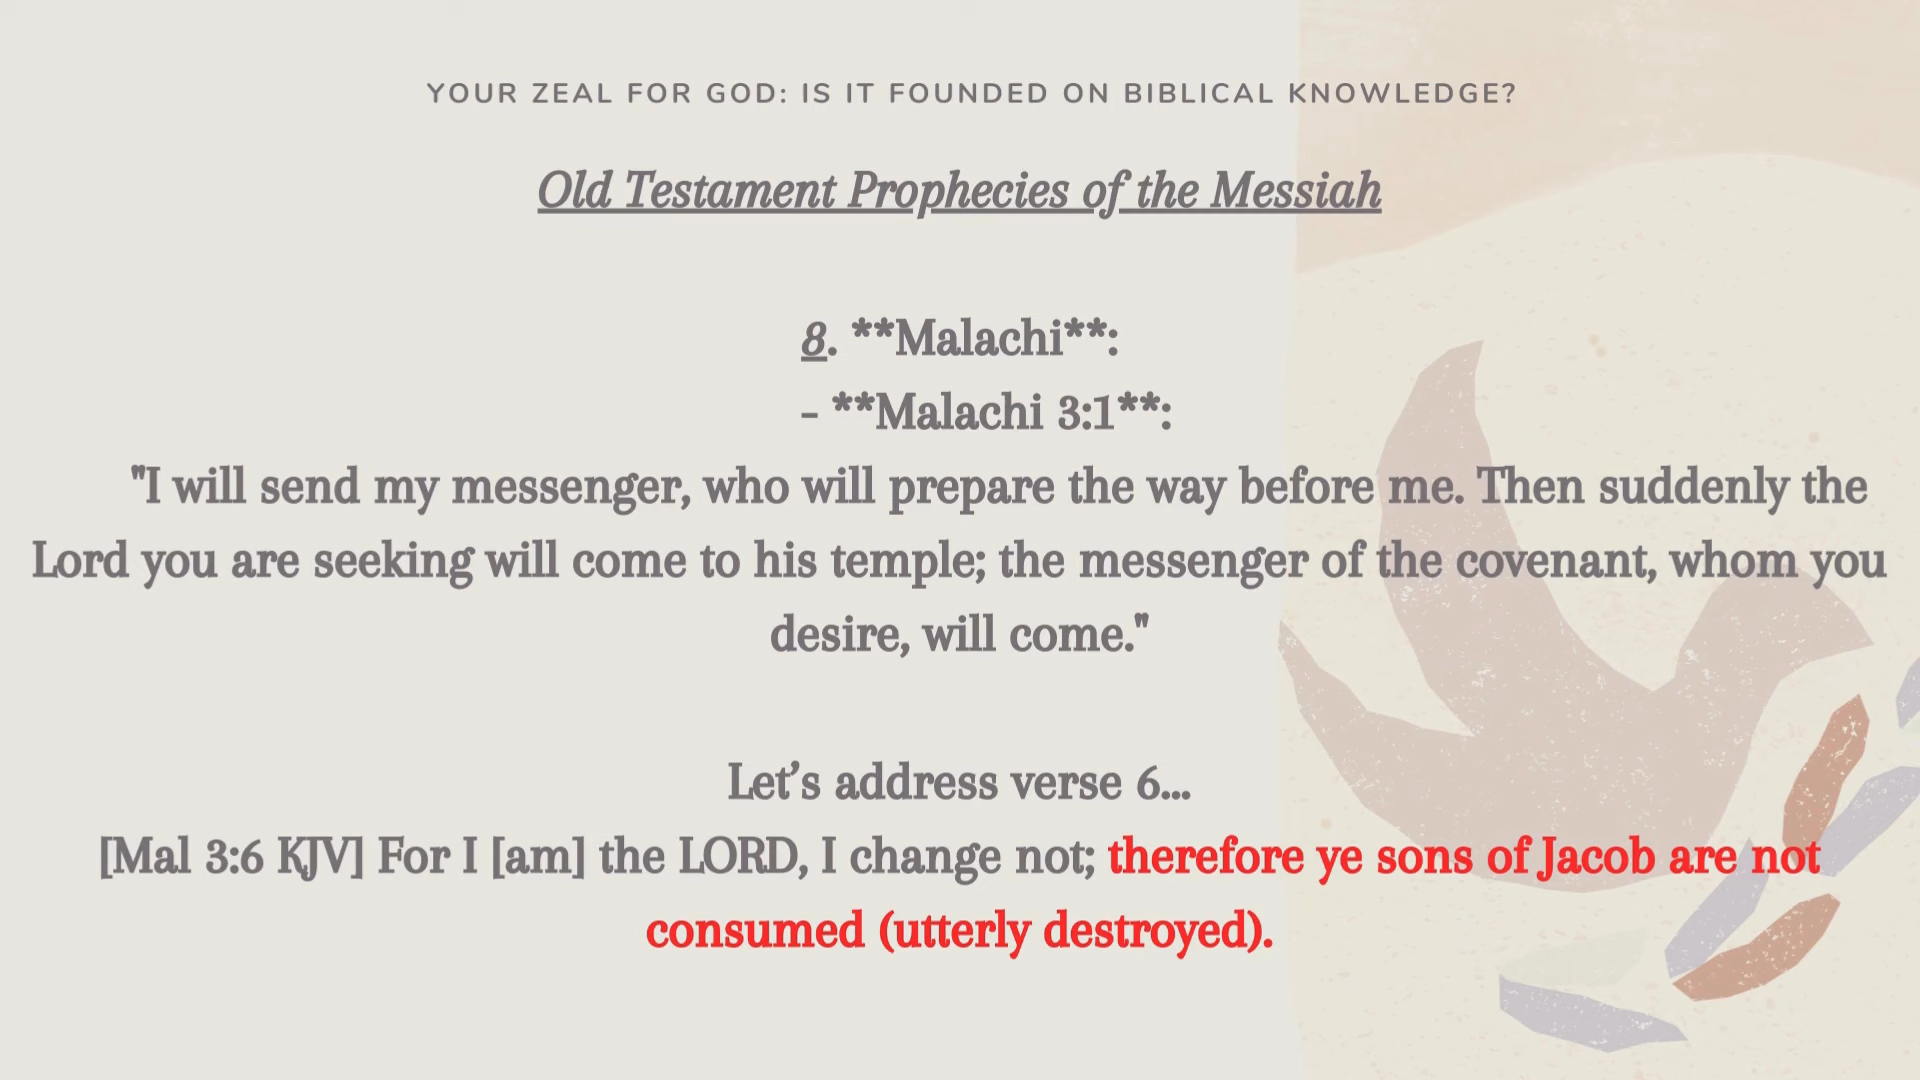 YOUR ZEAL FOR GOD: IS IT FOUNDED ON BIBLICAL KNOWLEDGE?
Old Testament Prophecies of the Messiah
8. **Malachi**:
- **Malachi 3:1**:
"I will send my messenger, who will prepare the way before me. Then suddenly the
Lord you are seeking will come to his temple; the messenger of the covenant, whom you
desire, will come."
Let’s address verse 6...
[Mal 3:6 KJV] For I [am] the LORD, I change not; therefore ye sons of Jacob are not
consumed (utterly destroyed).